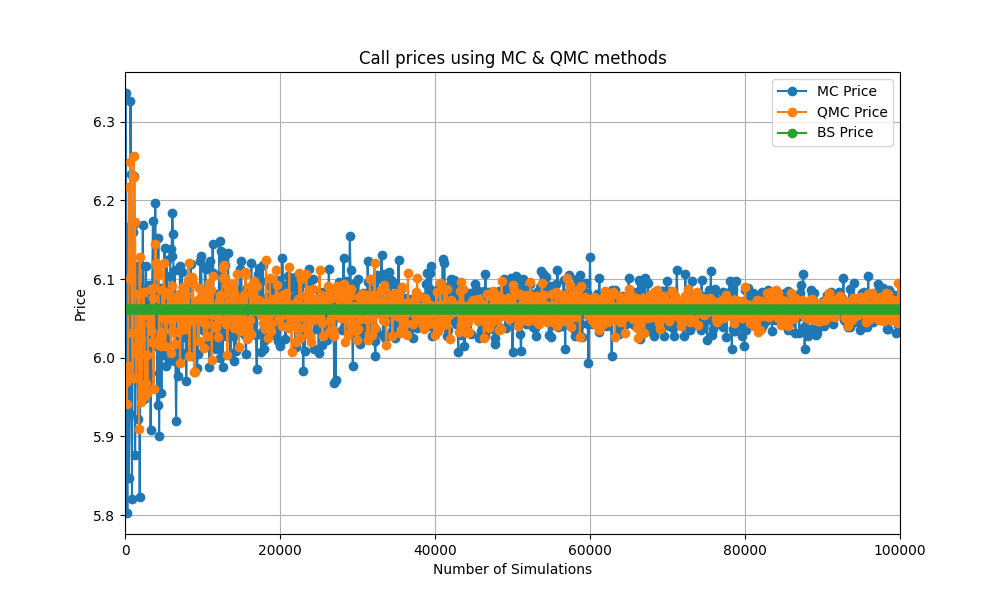 Call prices using MC & QMC methods
MC Price
QMC Price
BS Price
Price
6.3
6.2
6.1
6.0
5.9
5.8
0
20000
40000
60000
80000
100000
Number of Simulations